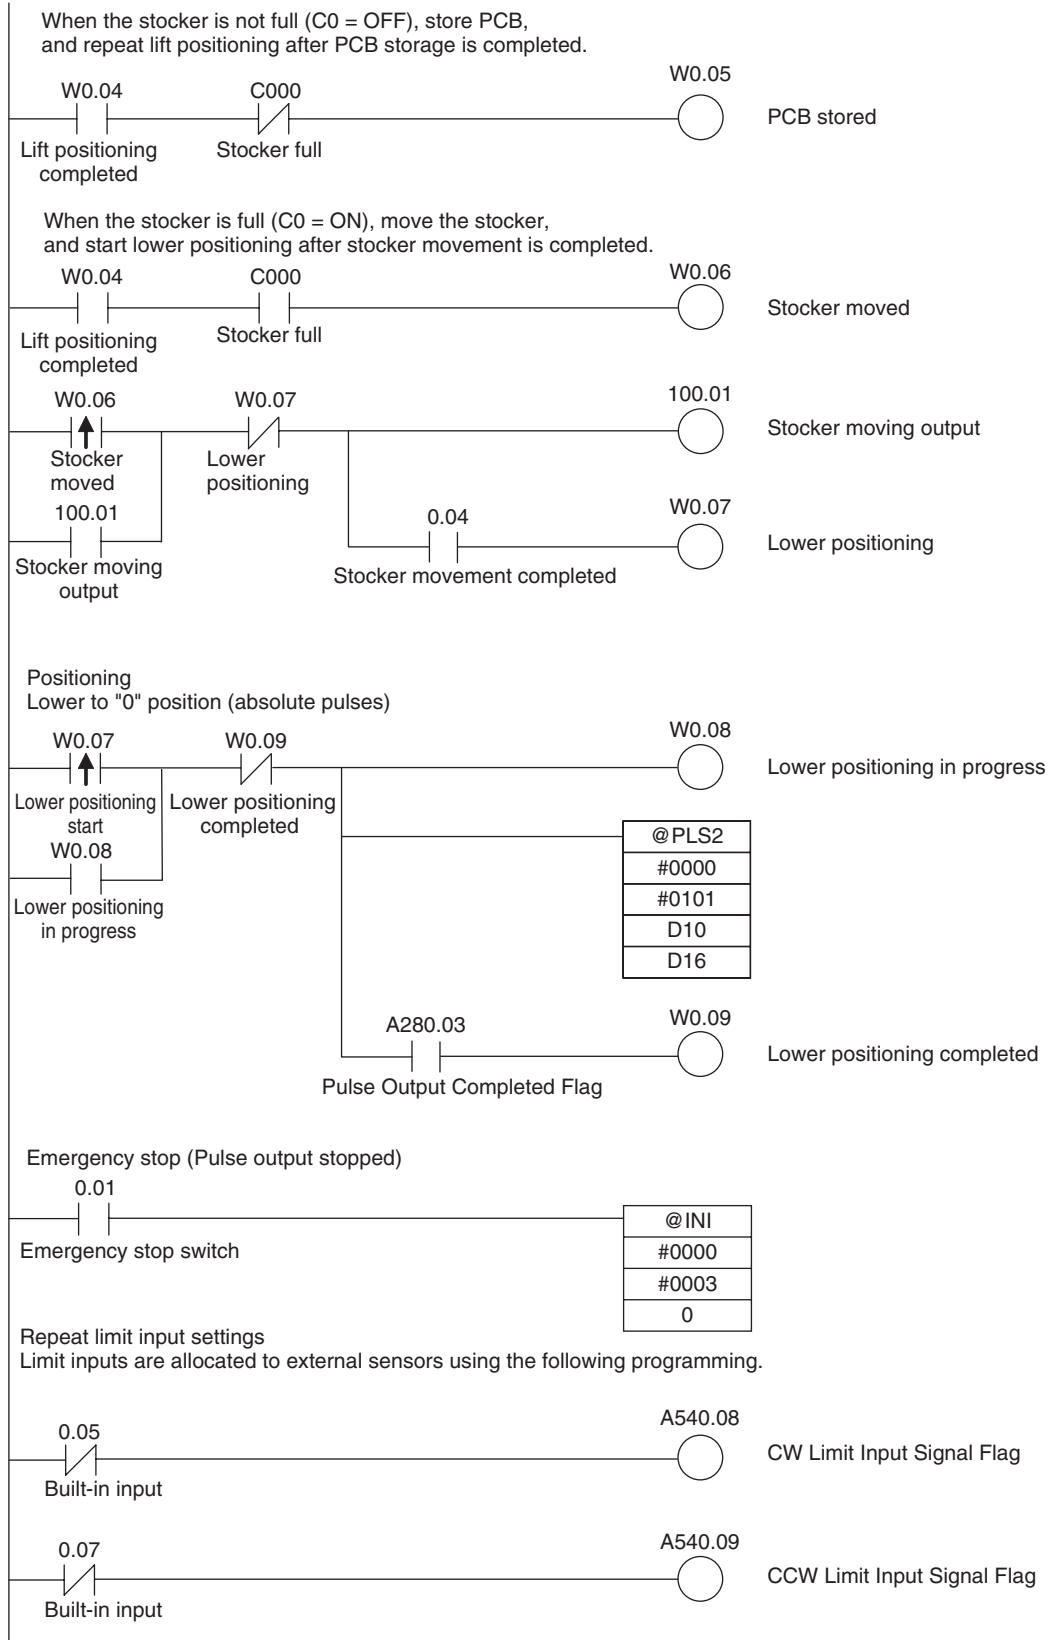 When the stocker is not full (C0 = OFF), store PCB,
and repeat lift positioning after PCB storage is completed.
W0.04
C000
W0.05
Lift positioning
completed
Stocker full
PCB stored
When the stocker is full (C0 = ON), move the stocker,
and start lower positioning after stocker movement is completed.
W0.04
C000
W0.06
Lift positioning
completed
Stocker full
Stocker moved
W0.06
W0.07
100.01
Stocker
moved
Lower
positioning
Stocker moving output
100.01
Stocker moving
output
0.04
Stocker movement completed
W0.07
Lower positioning
Positioning
Lower to "0" position (absolute pulses)
W0.07
W0.09
W0.08
Lower positioning
start
Lower positioning
completed
Lower positioning in progress
W0.08
Lower positioning
in progress
@PLS2
#0000
#0101
D10
D16
A280.03
Pulse Output Completed Flag
W0.09
Lower positioning completed
Emergency stop (Pulse output stopped)
0.01
Emergency stop switch
@INI
#0000
#0003
0
Repeat limit input settings
Limit inputs are allocated to external sensors using the following programming.
0.05
Built-in input
A540.08
CW Limit Input Signal Flag
0.07
Built-in input
A540.09
CCW Limit Input Signal Flag